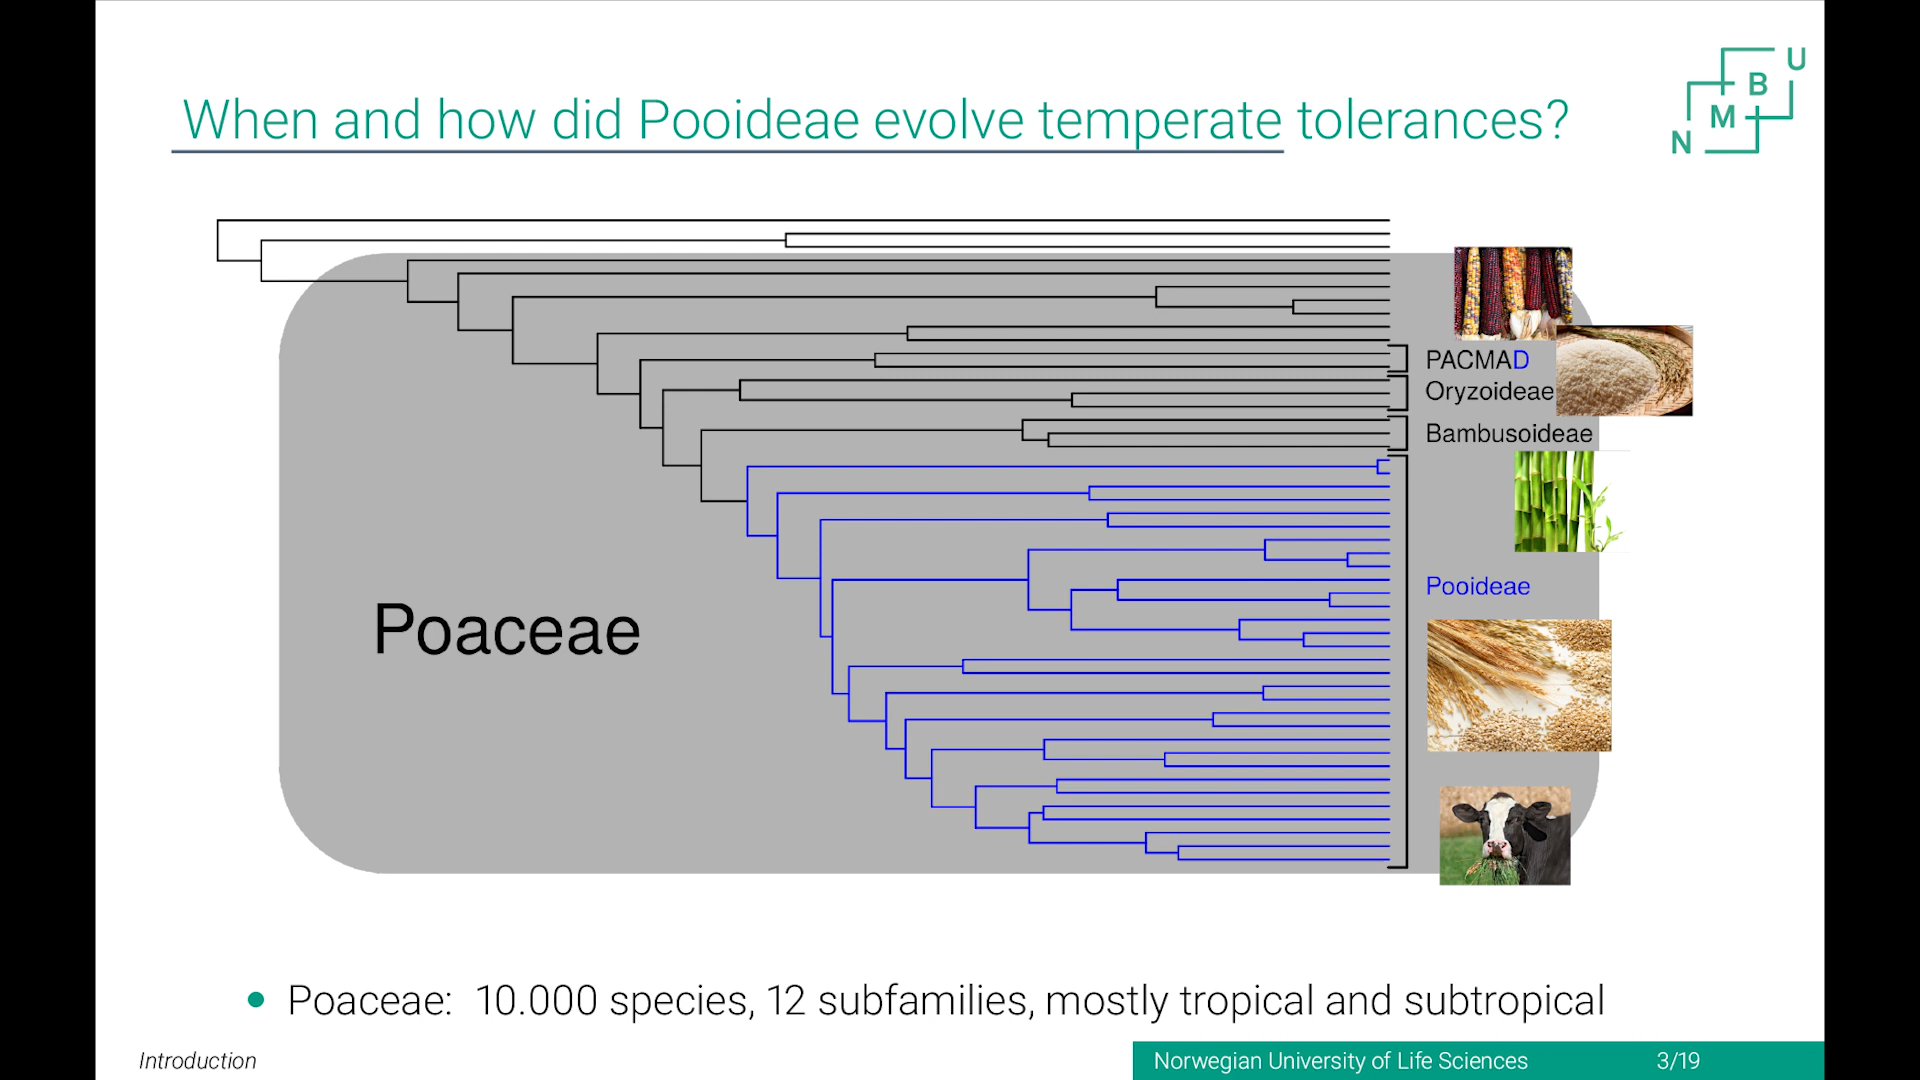 When and how did Pooideae evolve temperate tolerances?
N M B U
PACMAD
Oryzoideae
Bambusoideae
Pooideae
Poaceae
Poaceae: 10.000 species, 12 subfamilies, mostly tropical and subtropical
Introduction
Norwegian University of Life Sciences 3/19